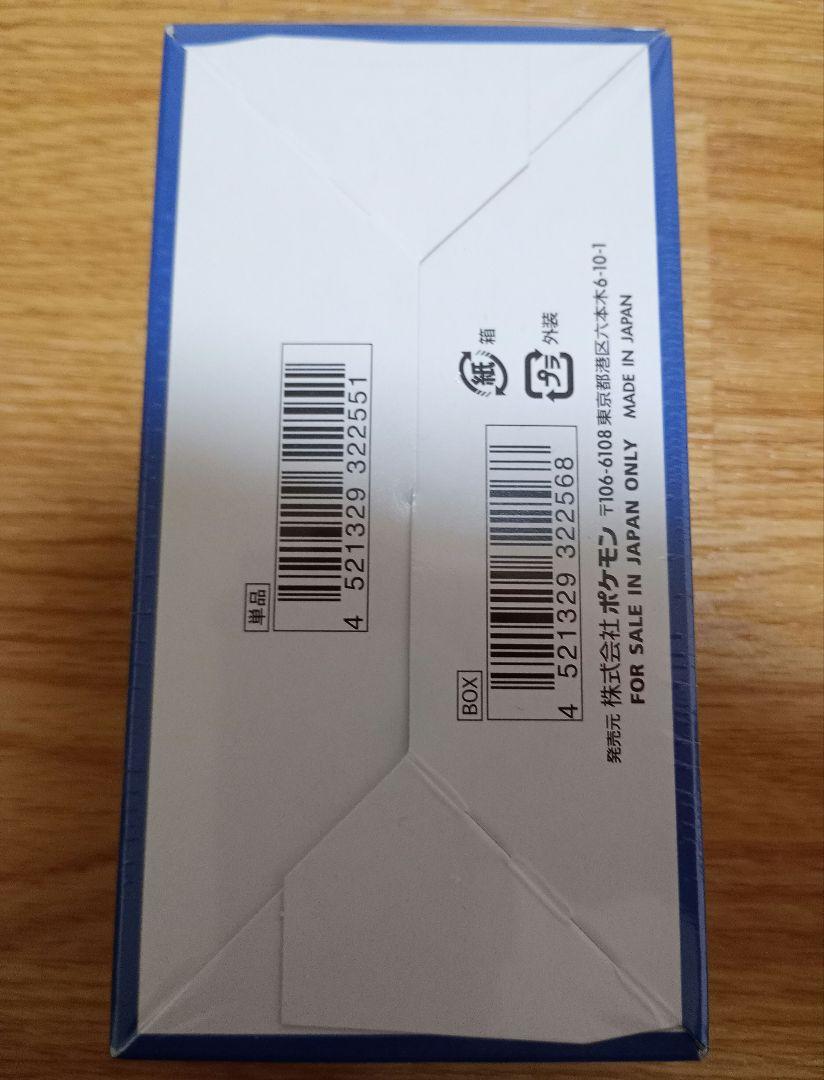 単品
4 521329 322551
BOX
4 521329 322568
紙 箱
プラ 外装
発売元 株式会社 ポケモン 〒106-6108 東京都港区六本木6-10-1
FOR SALE IN JAPAN ONLY MADE IN JAPAN